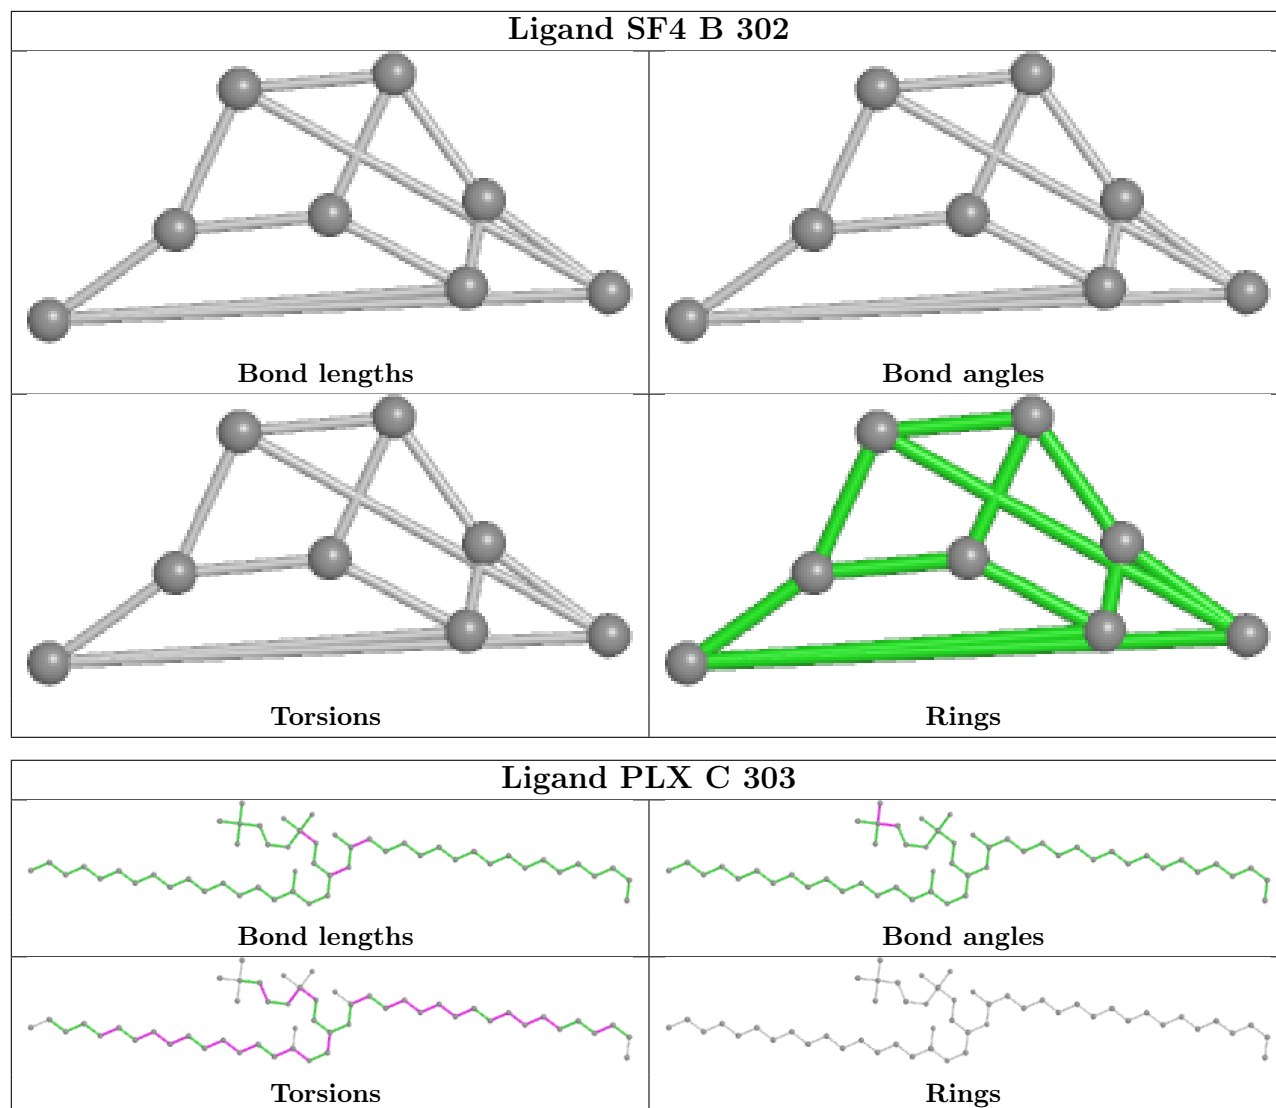 Ligand SF4 B 302
Bond lengths
Bond angles
Torsions
Rings
Ligand PLX C 303
Bond lengths
Bond angles
Torsions
Rings